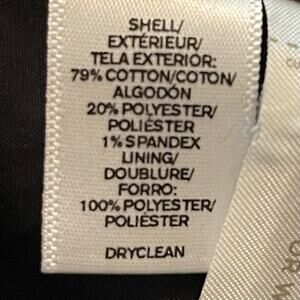 SHELL/
EXTÉRIEUR/
TELA EXTERIOR:
79% COTTON/COTON/
ALGODÓN
20% POLYESTER/
POLIÉSTER
1% SPANDEX
LINING/
DOUBLURE/
FORRO:
100% POLYESTER/
POLIÉSTER
DRYCLEAN